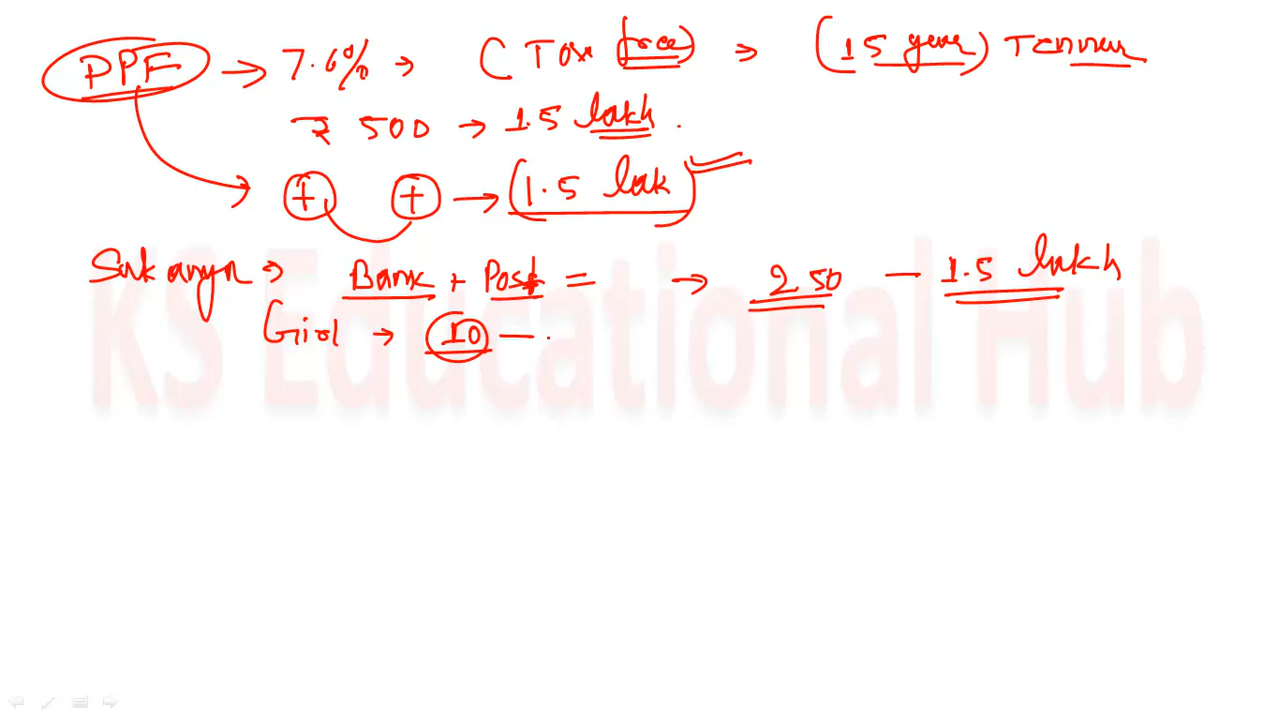 PPF → 7.6% → (Tax free) → (15 year) Tenner
₹ 500 → 1.5 lakh.
+ + → (1.5 lak)
Sukanya → Bank + Post = → 250 — 1.5 lakh
Girl → 10 — .
KS Educational Hub